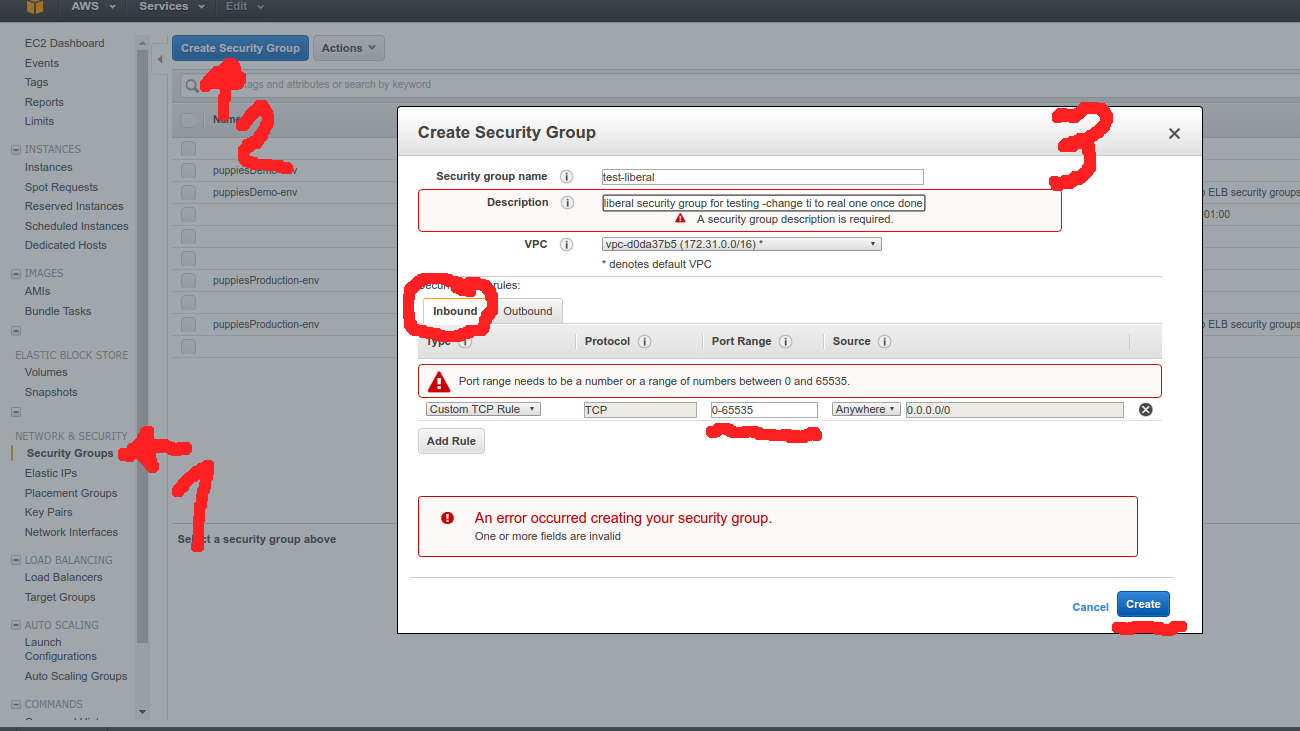 AWS Services Edit
EC2 Dashboard
Events
Tags
Reports
Limits
INSTANCES
Instances
Spot Requests
Reserved Instances
Scheduled Instances
Dedicated Hosts
IMAGES
AMIs
Bundle Tasks
ELASTIC BLOCK STORE
Volumes
Snapshots
NETWORK & SECURITY
Security Groups
Elastic IPs
Placement Groups
Key Pairs
Network Interfaces
LOAD BALANCING
Load Balancers
Target Groups
AUTO SCALING
Launch
Configurations
Auto Scaling Groups
COMMANDS
1
Create Security Group Actions
tags and attributes or search by keyword
2
Name
puppiesDemo-env
puppiesDemo-env
puppiesProduction-env
puppiesProduction-env
Select a security group above
ELB security groups
01:00
ELB security groups
Create Security Group
3
Security group name test-liberal
Description liberal security group for testing -change ti to real one once done
A security group description is required.
VPC vpc-d0da37b5 (172.31.0.0/16) *
* denotes default VPC
rules:
Inbound Outbound
Type Protocol Port Range Source
Port range needs to be a number or a range of numbers between 0 and 65535.
Custom TCP Rule TCP 0-65535 Anywhere 0.0.0.0/0
Add Rule
An error occurred creating your security group.
One or more fields are invalid
Cancel Create